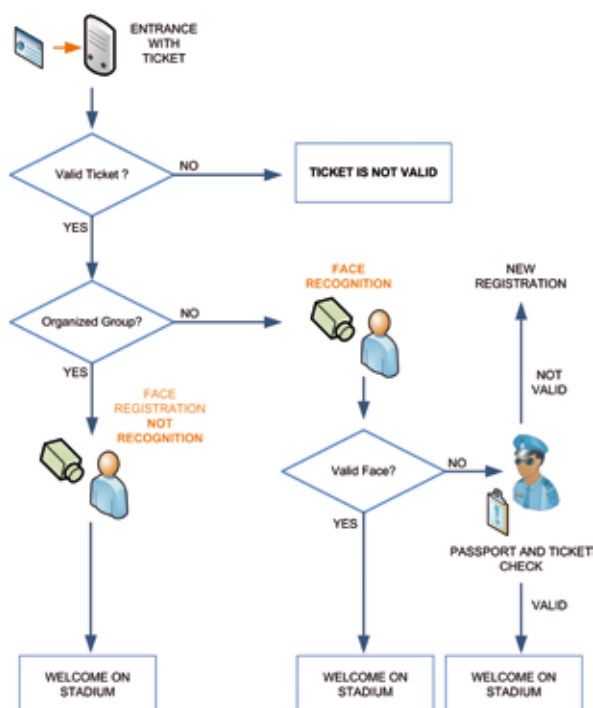 ENTRANCE
WITH
TICKET
Valid Ticket ?
NO
TICKET IS NOT VALID
YES
FACE
RECOGNITION
NEW
REGISTRATION
Organized Group?
NO
YES
NOT
VALID
FACE
REGISTRATION
NOT
RECOGNITION
Valid Face?
NO
YES
PASSPORT AND TICKET
CHECK
VALID
WELCOME ON
STADIUM
WELCOME ON
STADIUM
WELCOME ON
STADIUM